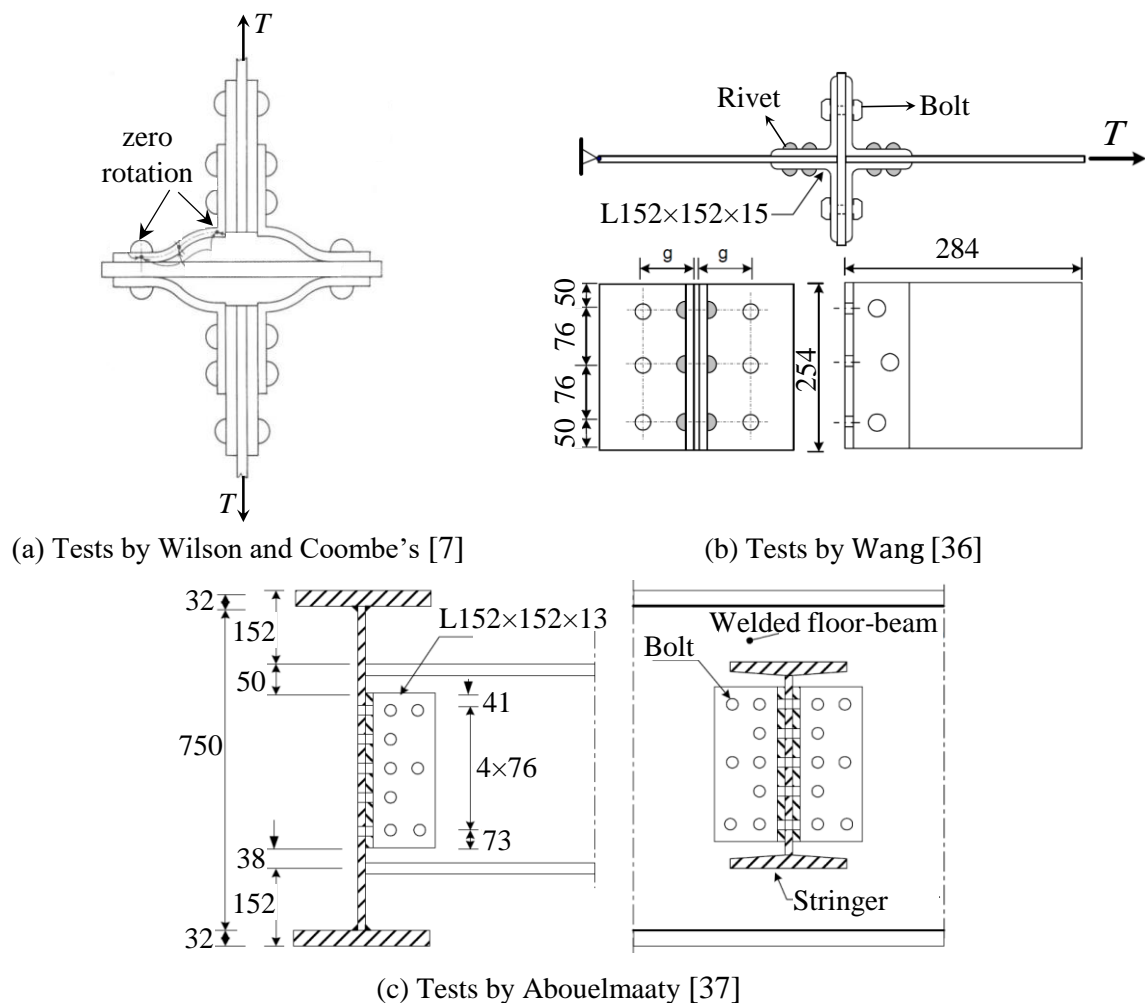 T
zero
rotation
T
(a) Tests by Wilson and Coombe's [7]
Rivet
Bolt
T
L152×152×15
g
g
284
50
76
76
50
254
(b) Tests by Wang [36]
32
152
50
750
38
152
32
L152×152×13
41
4×76
73
Welded floor-beam
Bolt
Stringer
(c) Tests by Abouelmaaty [37]